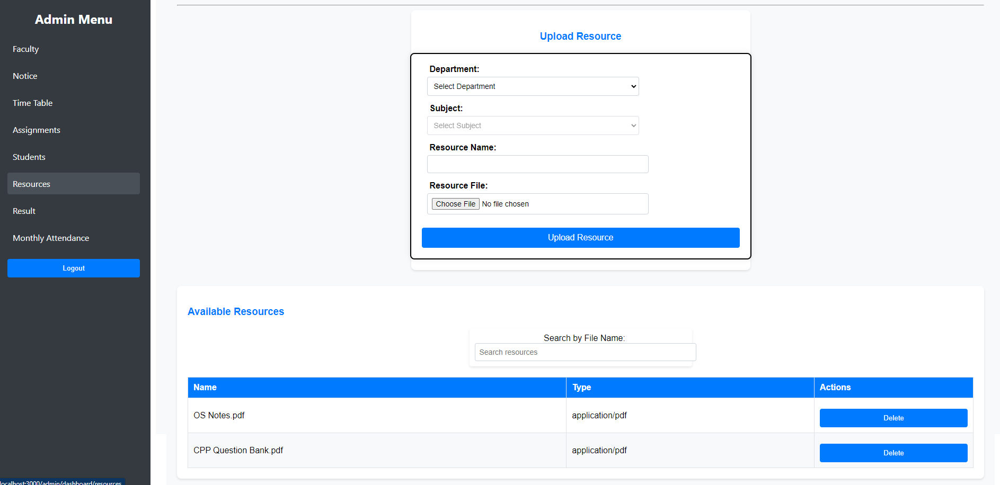 Admin Menu
Faculty
Notice
Time Table
Assignments
Students
Resources
Result
Monthly Attendance
Logout
localhost:3000/admin/dashboard/resources
Upload Resource
Department:
Select Department
Subject:
Select Subject
Resource Name:
Resource File:
Choose File No file chosen
Upload Resource
Available Resources
Search by File Name:
Search resources
Name Type Actions
OS Notes.pdf application/pdf Delete
CPP Question Bank.pdf application/pdf Delete